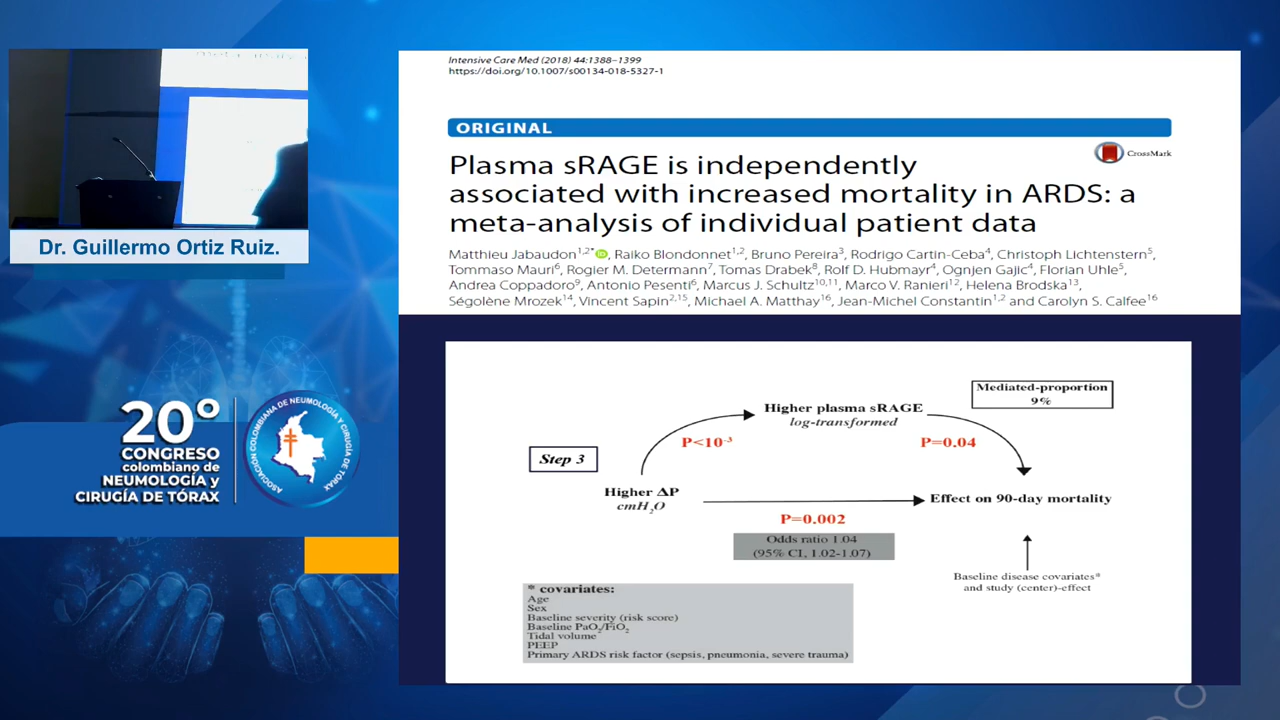 Intensive Care Med (2018) 44:1388–1399
https://doi.org/10.1007/s00134-018-5327-1
ORIGINAL
CrossMark
Plasma sRAGE is independently
associated with increased mortality in ARDS: a
meta-analysis of individual patient data
Matthieu Jabaudon1,2*, Raiko Blondonnet1,2, Bruno Pereira3, Rodrigo Cartin-Ceba4, Christoph Lichtenstern5,
Tommaso Mauri6, Rogier M. Determann7, Tomas Drabek8, Rolf D. Hubmayr4, Ognjen Gajic4, Florian Uhle5,
Andrea Coppadoro9, Antonio Pesenti6, Marcus J. Schultz10,11, Marco V. Ranieri12, Helena Brodska13,
Ségolène Mrozek14, Vincent Sapin2,15, Michael A. Matthay16, Jean-Michel Constantin1,2 and Carolyn S. Calfee16
Dr. Guillermo Ortiz Ruiz.
20º
CONGRESO
colombiano de
NEUMOLOGÍA y
CIRUGÍA DE TÓRAX
ASOCIACIÓN COLOMBIANA DE NEUMOLOGÍA Y CIRUGÍA DE TÓRAX
Mediated-proportion
9%
Higher plasma sRAGE
log-transformed
P<10-3
P=0.04
Step 3
Higher ΔP
cmH2O
Effect on 90-day mortality
P=0.002
Odds ratio 1.04
(95% CI, 1.02-1.07)
Baseline disease covariates*
and study (center)-effect
* covariates:
Age
Sex
Baseline severity (risk score)
Baseline PaO2/FiO2
Tidal volume
PEEP
Primary ARDS risk factor (sepsis, pneumonia, severe trauma)